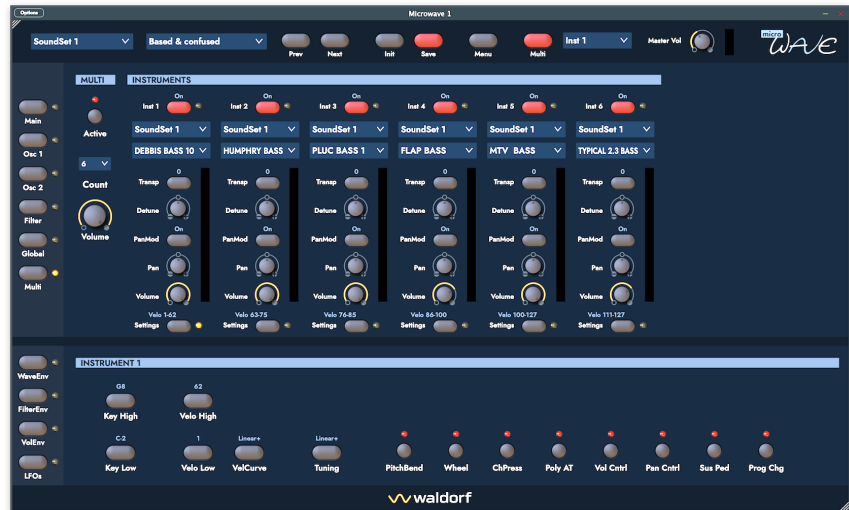 Options
Microwave 1
SoundSet 1
Based & confused
Prev
Next
Init
Save
Menu
Multi
Inst 1
Master Vol
micro
WAVE
MULTI
INSTRUMENTS
Main
Osc 1
Osc 2
Filter
Global
Multi
Active
6
Count
Volume
Inst 1 On Inst 2 On Inst 3 On Inst 4 On Inst 5 On Inst 6 On
SoundSet 1 SoundSet 1 SoundSet 1 SoundSet 1 SoundSet 1 SoundSet 1
DEBBIS BASS 10 HUMPHRY BASS PLUC BASS 1 FLAP BASS MTV BASS TYPICAL 2.3 BASS
0 0 0 0 0 0
Transp Transp Transp Transp Transp Transp
Detune Detune Detune Detune Detune Detune
On On On On On On
PanMod PanMod PanMod PanMod PanMod PanMod
Pan Pan Pan Pan Pan Pan
Volume Volume Volume Volume Volume Volume
Velo 1-62 Velo 63-75 Velo 76-85 Velo 86-100 Velo 100-127 Velo 111-127
Settings Settings Settings Settings Settings Settings
WaveEnv
FilterEnv
VolEnv
LFOs
INSTRUMENT 1
G8 62
Key High Velo High
C-2 1 Linear+ Linear+
Key Low Velo Low VelCurve Tuning PitchBend Wheel ChPress Poly AT Vol Cntrl Pan Cntrl Sus Ped Prog Chg
waldorf